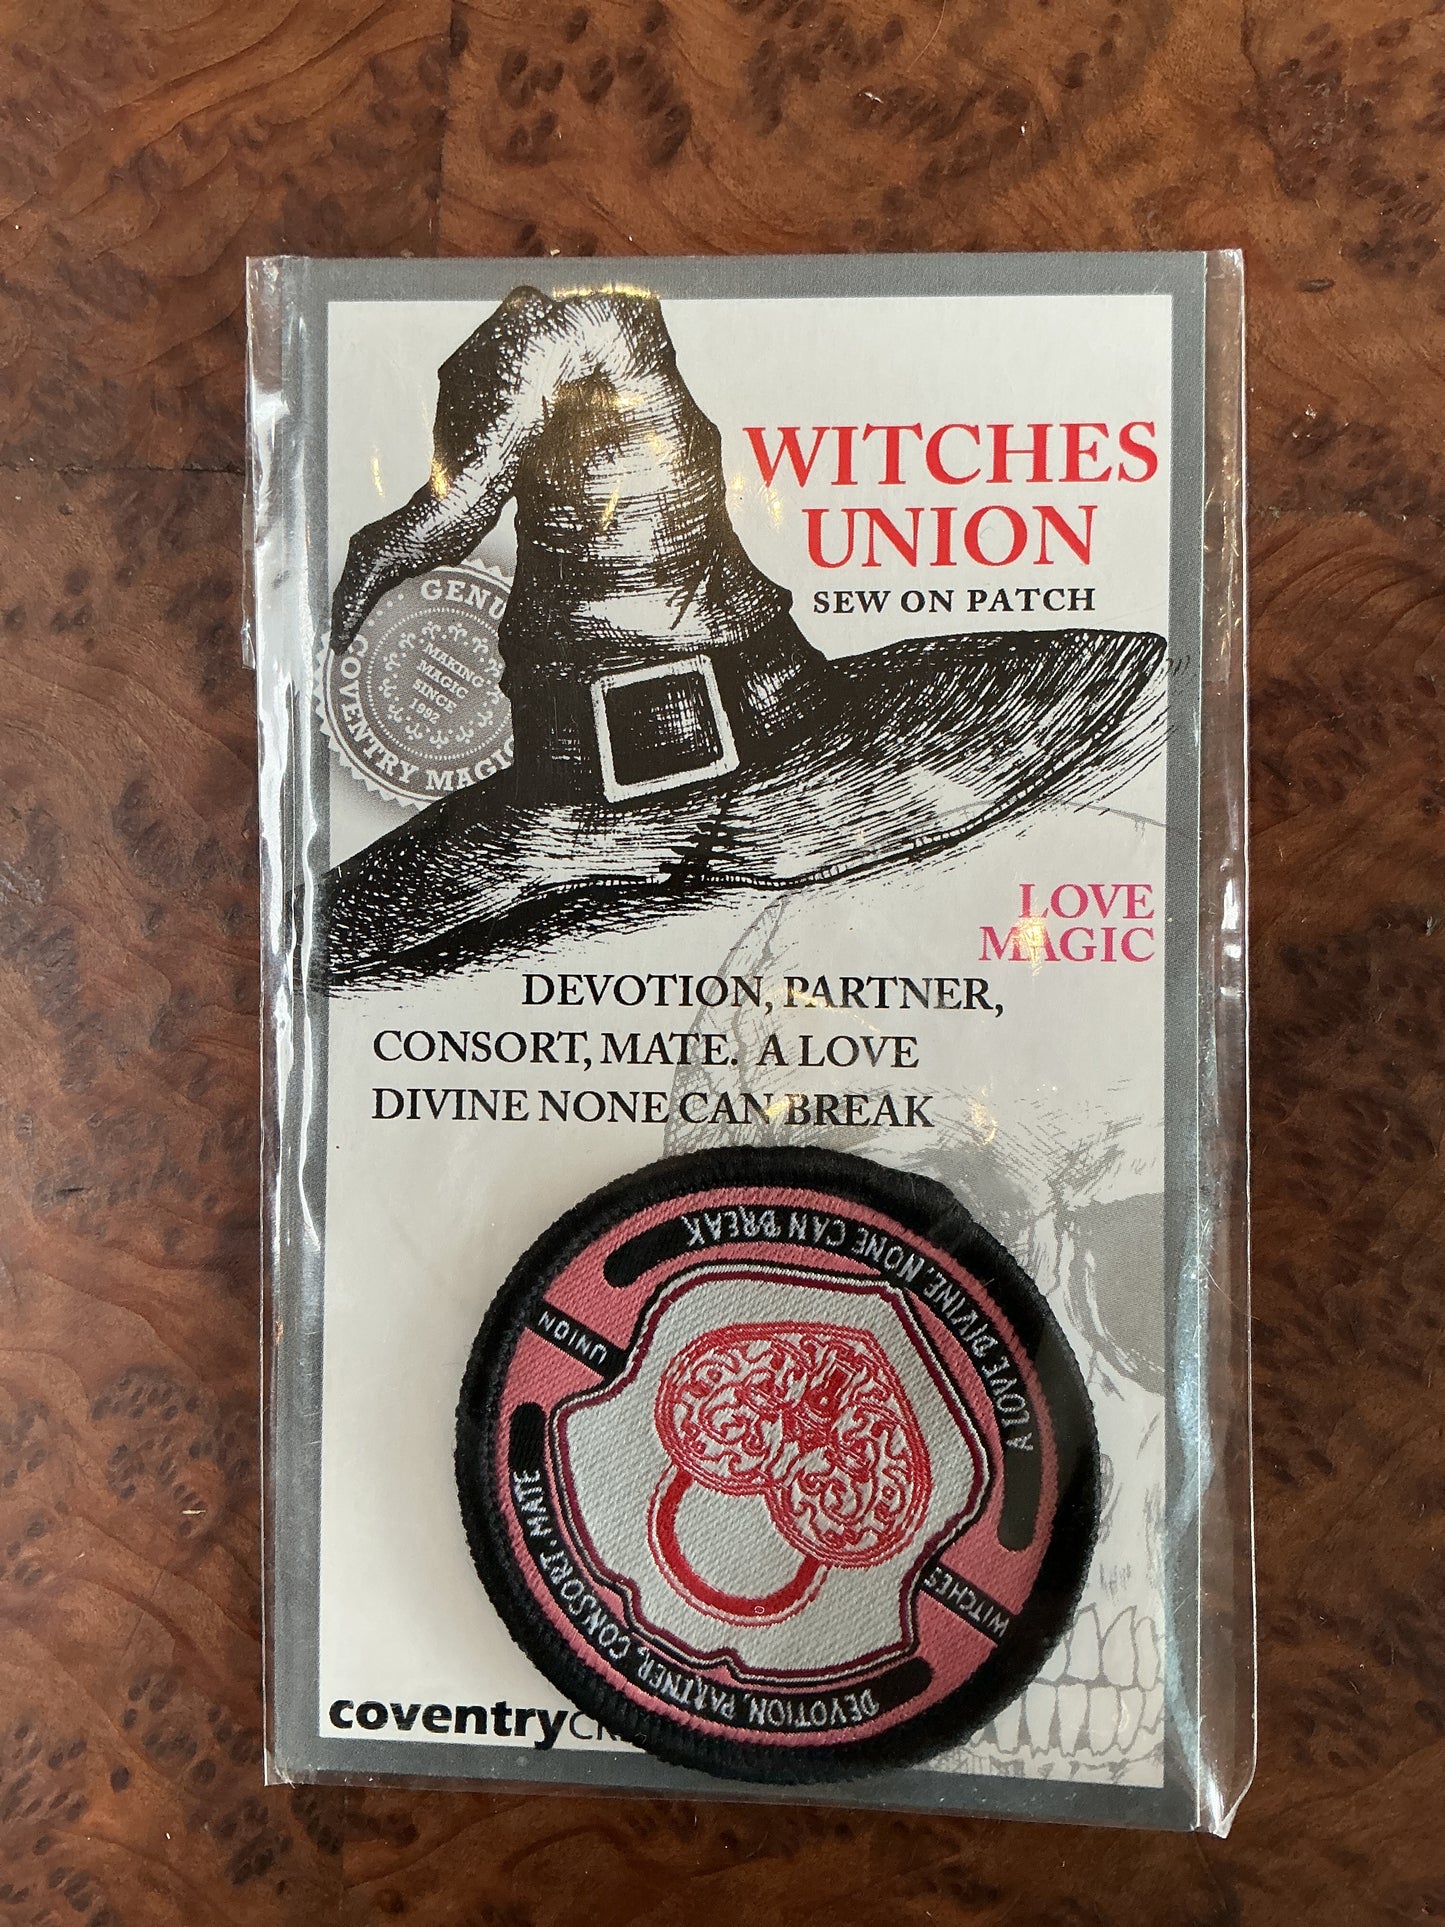 WITCHES
UNION
SEW ON PATCH
GENU
COVENTRY MAGIC
MAKING
MAGIC
SINCE
1992
LOVE
MAGIC
DEVOTION, PARTNER,
CONSORT, MATE. A LOVE
DIVINE NONE CAN BREAK
A LOVE DIVINE, NONE CAN BREAK
WITCHES
UNION
DEVOTION, PARTNER, CONSORT, MATE
coventry